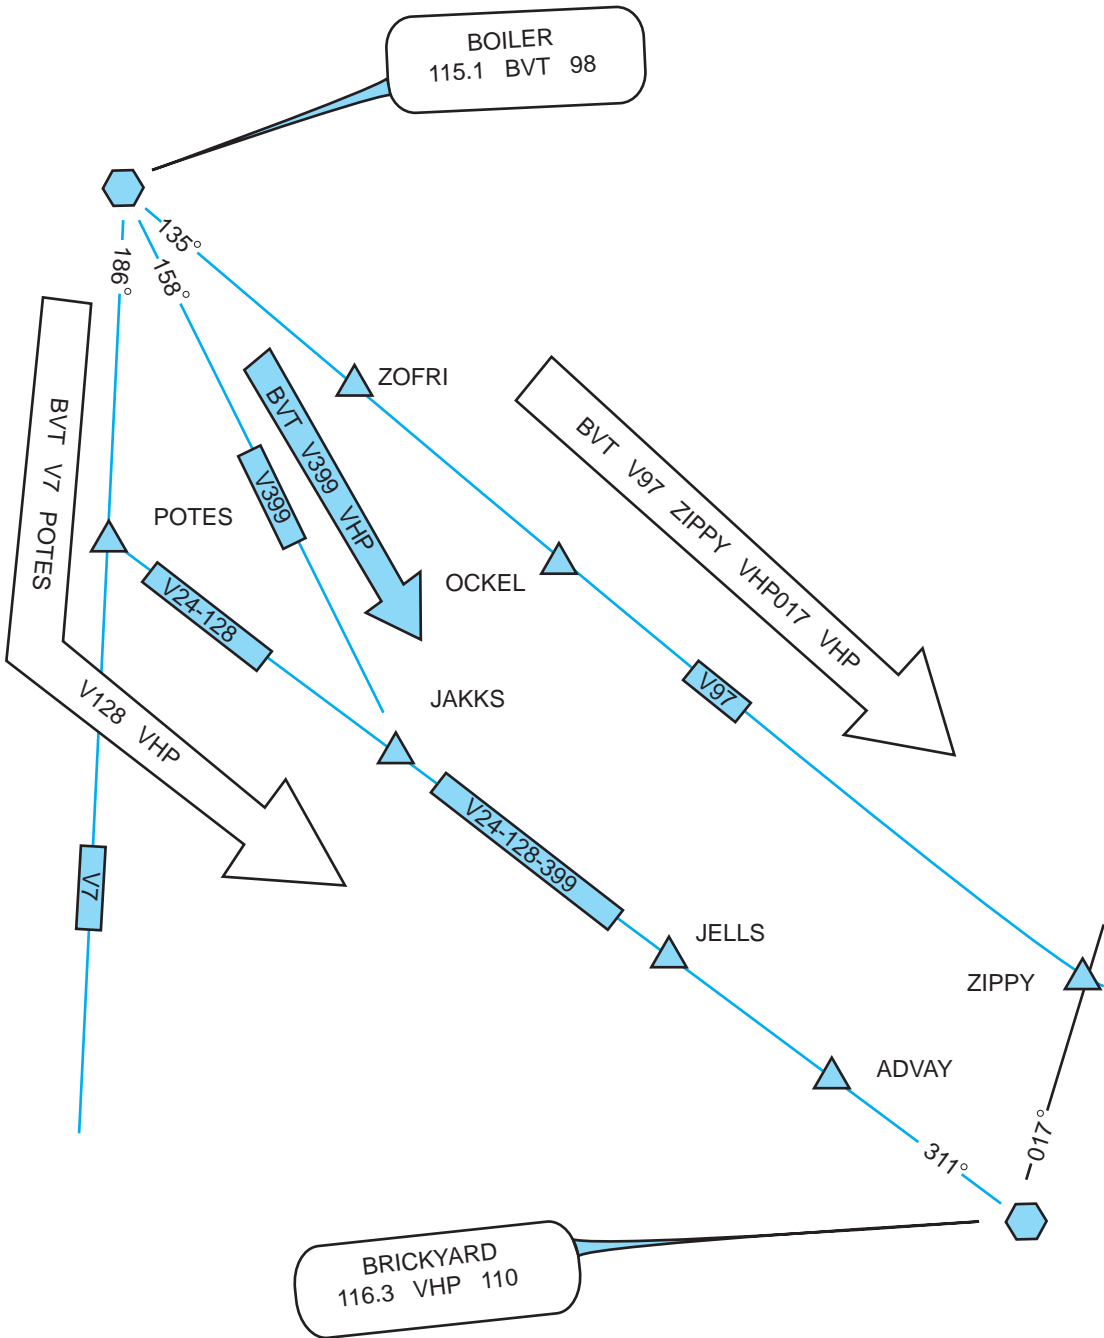 BOILER
115.1 BVT 98
135°
158°
186°
ZOFRI
BVT V399 VHP
BVT V97 ZIPPY VHP017 VHP
BVT V7 POTES
V128 VHP
V399
POTES
OCKEL
V24-128
V97
JAKKS
V24-128-399
V7
JELLS
ZIPPY
ADVAY
017°
311°
BRICKYARD
116.3 VHP 110